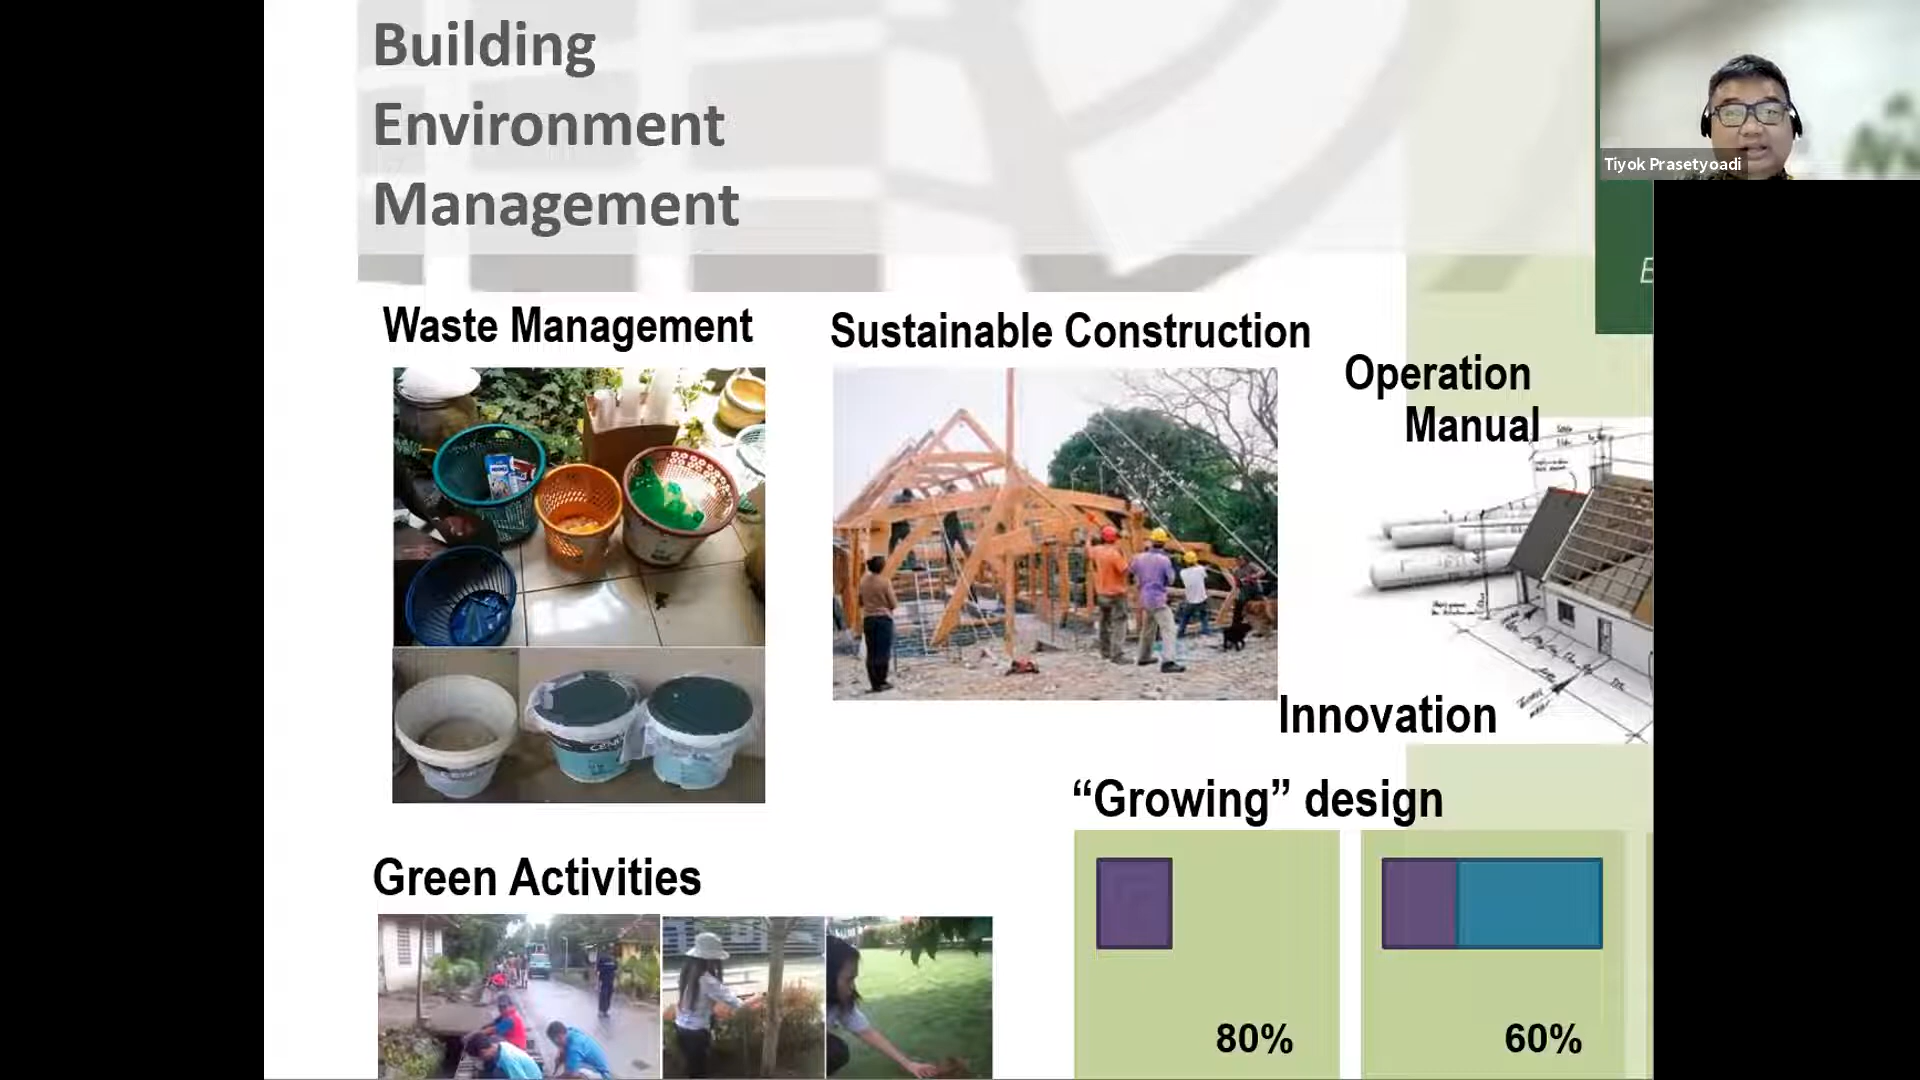 Building
Environment
Management
Tiyok Prasetyoadi
Waste Management
Sustainable Construction
Operation
Manual
Innovation
“Growing” design
Green Activities
80%
60%